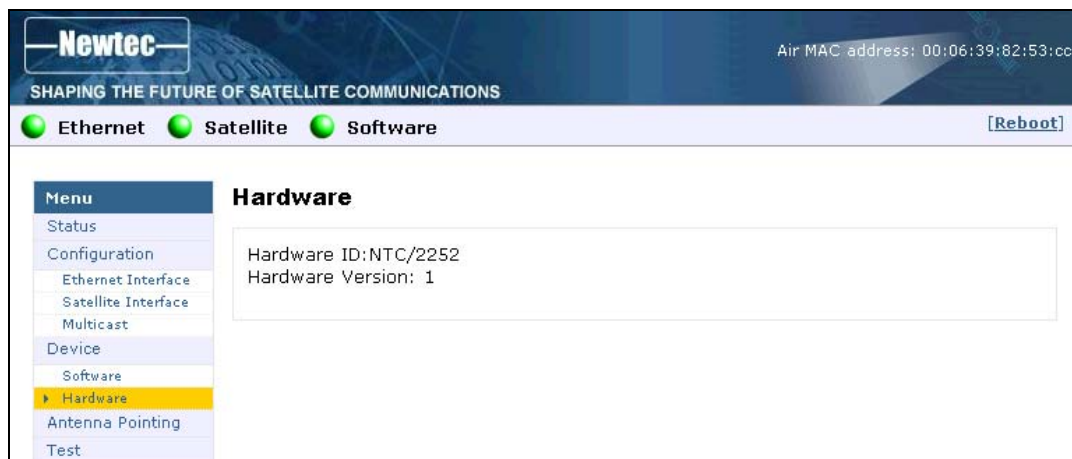 Newtec
Air MAC address: 00:06:39:82:53:cc
SHAPING THE FUTURE OF SATELLITE COMMUNICATIONS
Ethernet Satellite Software [Reboot]
Menu
Status
Configuration
Ethernet Interface
Satellite Interface
Multicast
Device
Software
Hardware
Antenna Pointing
Test
Hardware
Hardware ID:NTC/2252
Hardware Version: 1